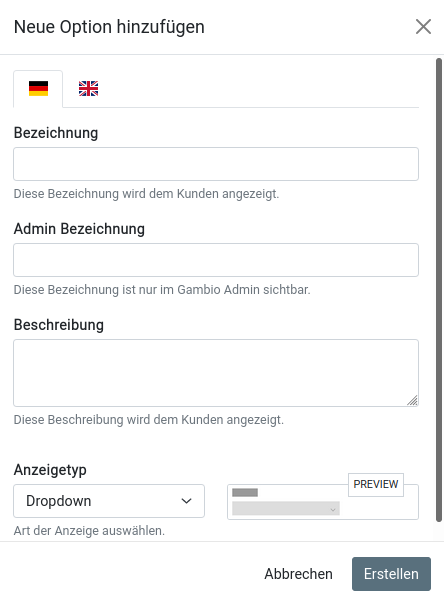 Neue Option hinzufügen
Bezeichnung
Diese Bezeichnung wird dem Kunden angezeigt.
Admin Bezeichnung
Diese Bezeichnung ist nur im Gambio Admin sichtbar.
Beschreibung
Diese Beschreibung wird dem Kunden angezeigt.
Anzeigetyp
PREVIEW
Dropdown
Art der Anzeige auswählen.
Abbrechen Erstellen